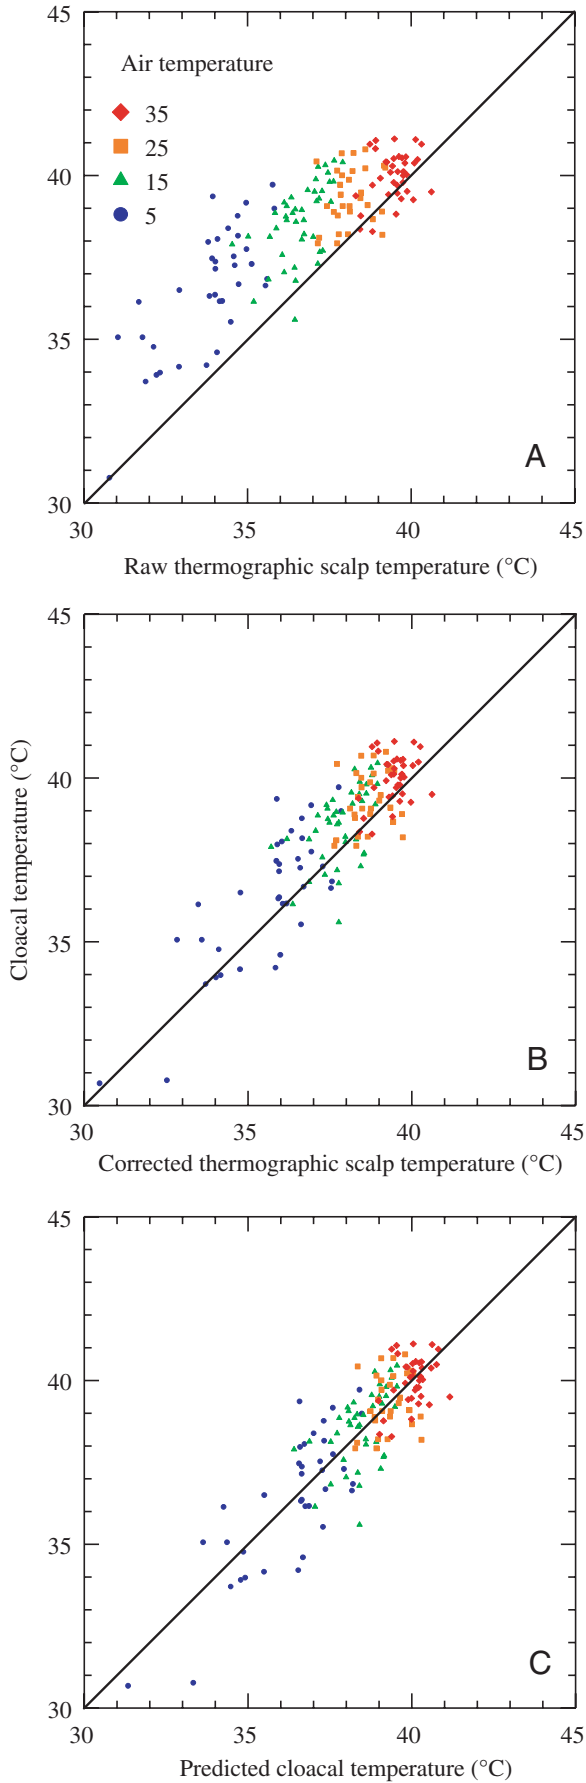 45
Air temperature
35
25
40
15
5
35
A
30
30 35 40 45
Raw thermographic scalp temperature (°C)
45
40
Cloacal temperature (°C)
35
B
30
30 35 40 45
Corrected thermographic scalp temperature (°C)
45
40
35
C
30
30 35 40 45
Predicted cloacal temperature (°C)